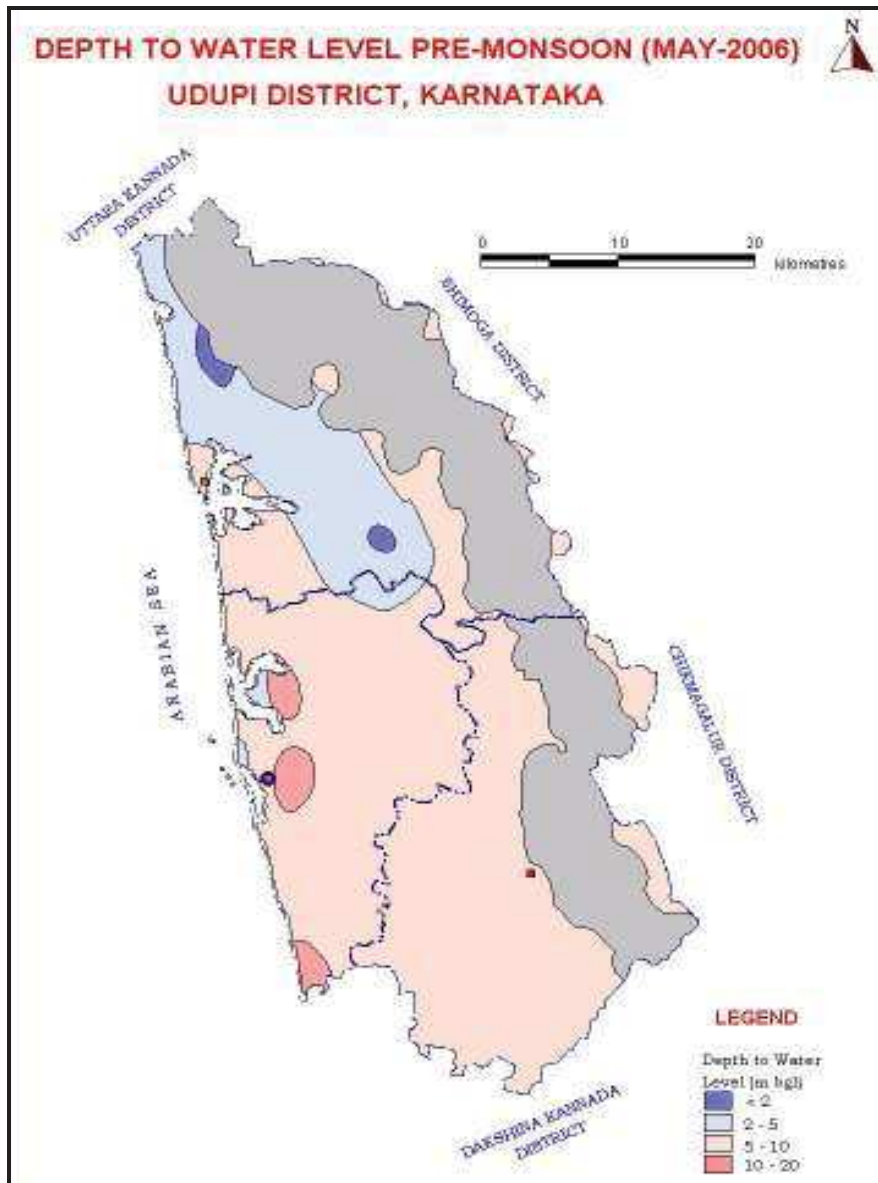 DEPTH TO WATER LEVEL PRE-MONSOON (MAY-2006)
UDUPI DISTRICT, KARNATAKA
N
UTTARA KANNADA
DISTRICT
0 10 20
kilometres
SHIMOGA DISTRICT
ARABIAN SEA
CHIKMAGALUR DISTRICT
DAKSHINA KANNADA
DISTRICT
LEGEND
Depth to Water
Level (m bgl)
< 2
2 - 5
5 - 10
10 - 20